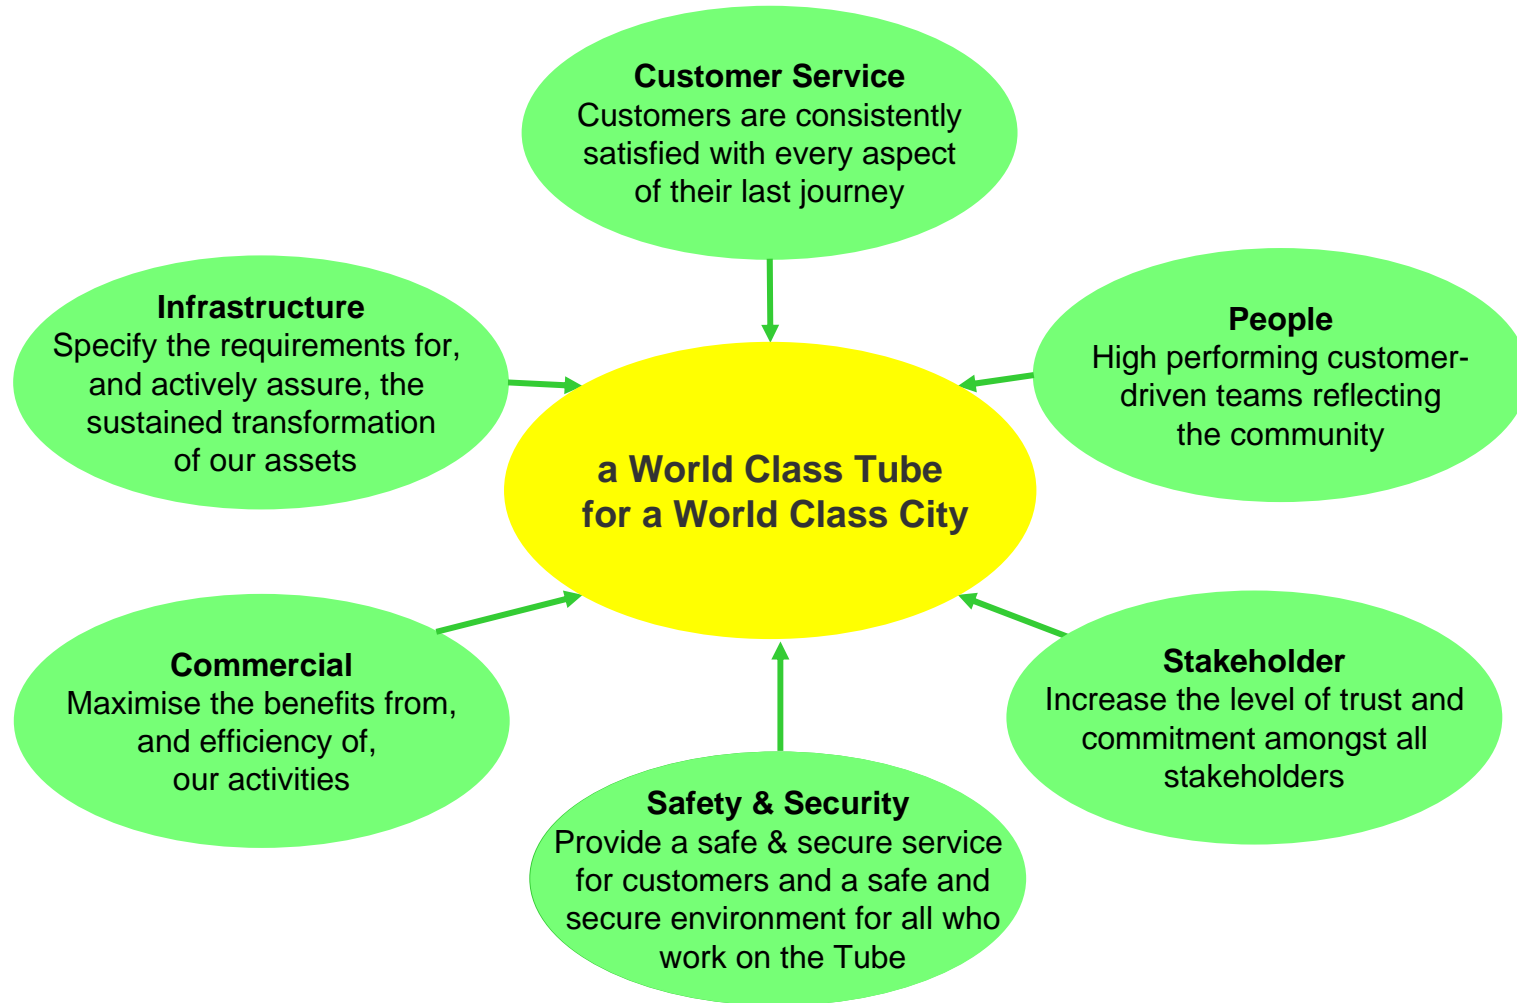 Customer Service
Customers are consistently
satisfied with every aspect
of their last journey
Infrastructure
Specify the requirements for,
and actively assure, the
sustained transformation
of our assets
People
High performing customer-
driven teams reflecting
the community
a World Class Tube
for a World Class City
Commercial
Maximise the benefits from,
and efficiency of,
our activities
Stakeholder
Increase the level of trust and
commitment amongst all
stakeholders
Safety & Security
Provide a safe & secure service
for customers and a safe and
secure environment for all who
work on the Tube